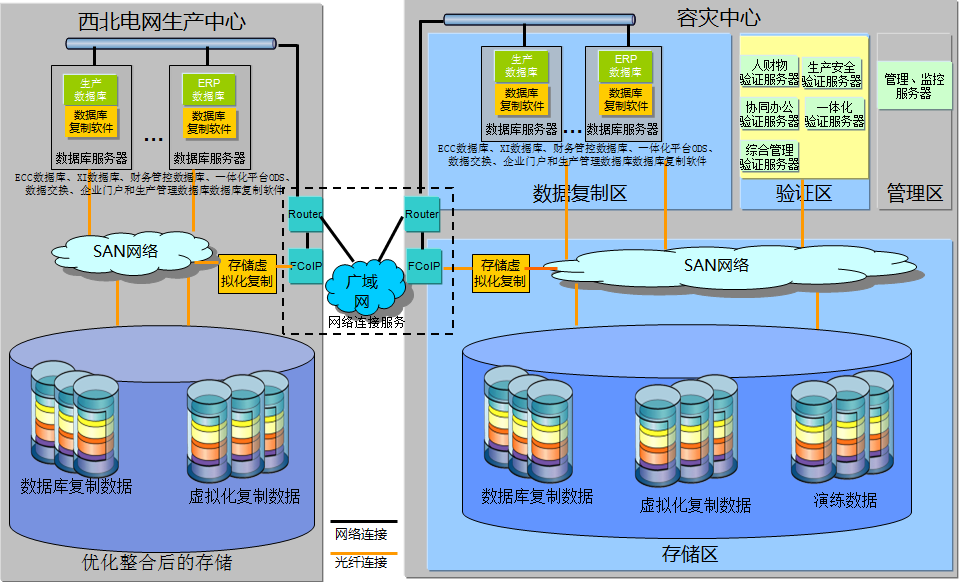 西北电网生产中心
生产
数据库
数据库
复制软件
数据库服务器
...
ERP
数据库
数据库
复制软件
数据库服务器
ECC数据库、XI数据库、财务管控数据库、一体化平台ODS、
数据交换、企业门户和生产管理数据库数据库复制软件
SAN网络
存储虚
拟化复制
数据库复制数据
虚拟化复制数据
优化整合后的存储
Router
FCoIP
广域
网
Router
FCoIP
网络连接服务
网络连接
光纤连接
容灾中心
生产
数据库
数据库
复制软件
数据库服务器
...
ERP
数据库
数据库
复制软件
数据库服务器
ECC数据库、XI数据库、财务管控数据库、一体化平台ODS、
数据交换、企业门户和生产管理数据库数据库复制软件
数据复制区
人财物
验证服务器
生产安全
验证服务器
协同办公
验证服务器
一体化
验证服务器
综合管理
验证服务器
验证区
管理、监控
服务器
管理区
存储虚
拟化复制
SAN网络
数据库复制数据
虚拟化复制数据
演练数据
存储区